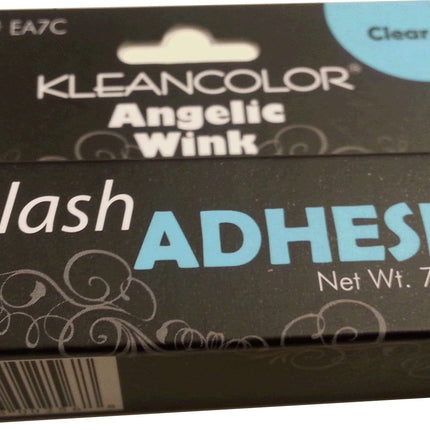 EA7C
Clear
KLEANCOLOR®
Angelic
Wink
lash
ADHES
Net Wt. 7